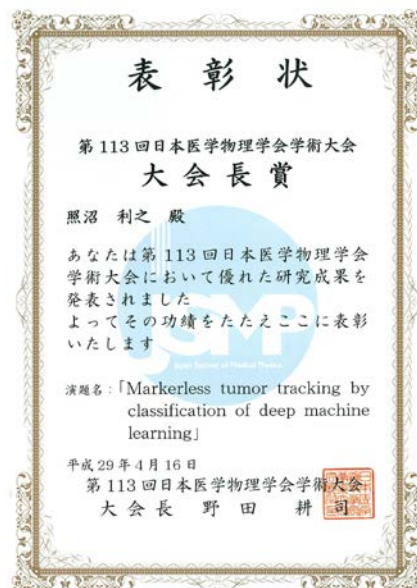 表彰状
第113回日本医学物理学会学術大会
大会長賞
照沼 利之 殿
あなたは第113回日本医学物理学会
学術大会において優れた研究成果を
発表されました
よってその功績をたたえここに表彰
いたします
JSMP
Japan Society of Medical Physics
演題名:「Markerless tumor tracking by
classification of deep machine
learning」
平成29年4月16日
第113回日本医学物理学会学術大会
大会長 野田 耕司